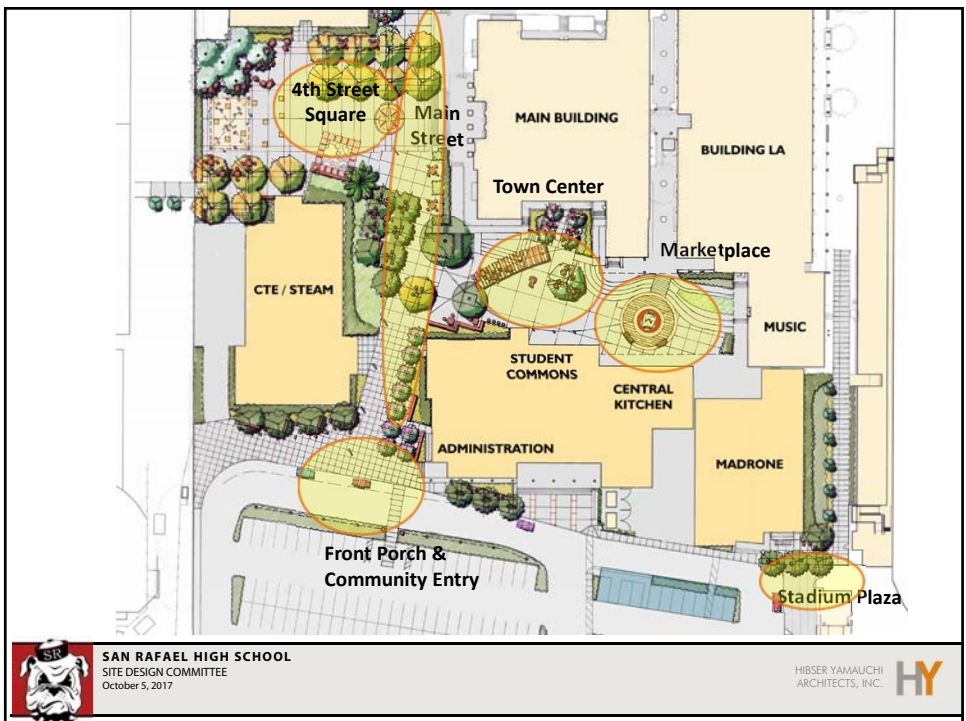 4th Street
Square
Main
Street
MAIN BUILDING
BUILDING LA
Town Center
Marketplace
CTE / STEAM
MUSIC
STUDENT
COMMONS
CENTRAL
KITCHEN
ADMINISTRATION
MADRONE
Front Porch &
Community Entry
Stadium Plaza
SR
SAN RAFAEL HIGH SCHOOL
SITE DESIGN COMMITTEE
October 5, 2017
HIBSER YAMAUCHI
ARCHITECTS, INC.
HY